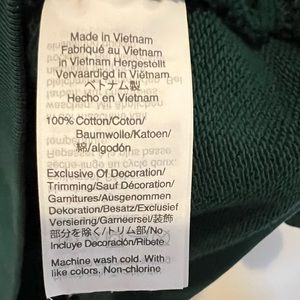 Made in Vietnam
Fabriqué au Vietnam
in Vietnam Hergestellt
Vervaardigd in Viëtnam
ベトナム製
Hecho en Vietnam
100% Cotton/Coton/
Baumwolle/Katoen/
綿/algodón
Exclusive Of Decoration/
Trimming/Sauf Décoration/
Garnitures/Ausgenommen
Dekoration/Besatz/Exclusief
Versiering/Garneersel/装飾
部分を除く/トリム部/No
Incluye Decoración/Ribete
Machine wash cold. With
like colors. Non-chlorine